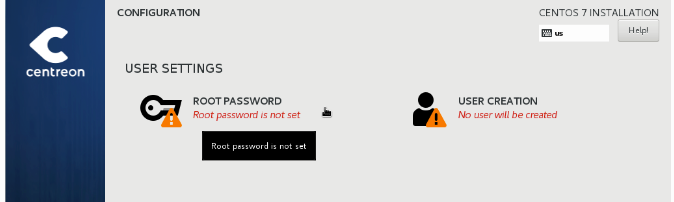 CONFIGURATION
CENTOS 7 INSTALLATION
us
Help!
centreon
USER SETTINGS
ROOT PASSWORD
Root password is not set
USER CREATION
No user will be created
Root password is not set